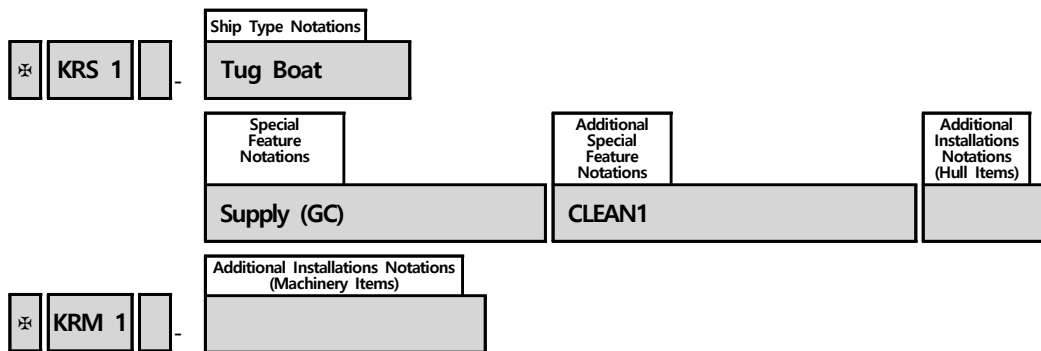 Ship Type Notations
✠ KRS 1 - Tug Boat
Special
Feature
Notations
Additional
Special
Feature
Notations
Additional
Installations
Notations
(Hull Items)
Supply (GC) CLEAN1
Additional Installations Notations
(Machinery Items)
✠ KRM 1 -